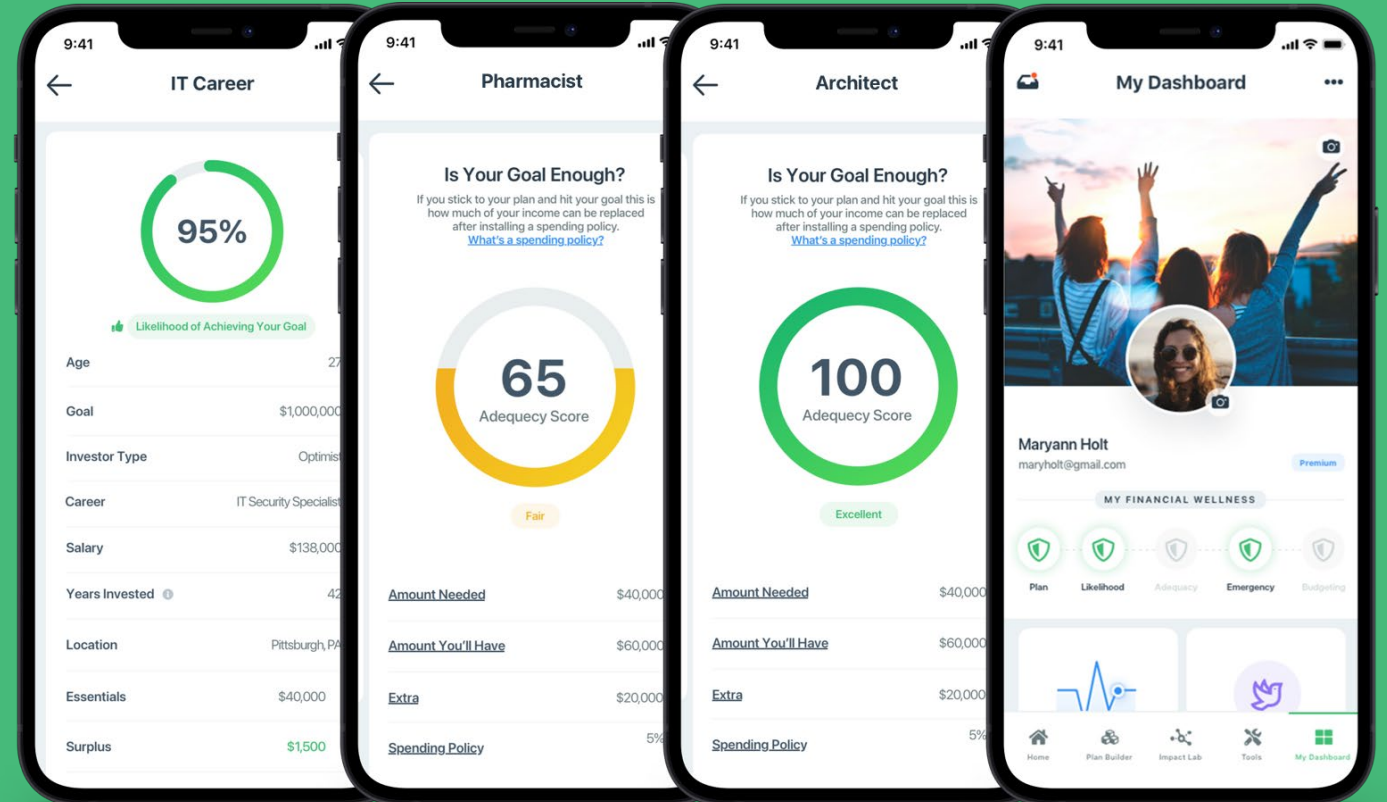 9:41
IT Career
95%
Likelihood of Achieving Your Goal
Age 27
Goal $1,000,000
Investor Type Optimist
Career IT Security Specialist
Salary $138,000
Years Invested 42
Location Pittsburgh, PA
Essentials $40,000
Surplus $1,500
9:41
Pharmacist
Is Your Goal Enough?
If you stick to your plan and hit your goal this is
how much of your income can be replaced
after installing a spending policy.
What's a spending policy?
65
Adequecy Score
Fair
Amount Needed $40,000
Amount You'll Have $60,000
Extra $20,000
Spending Policy 5%
9:41
Architect
Is Your Goal Enough?
If you stick to your plan and hit your goal this is
how much of your income can be replaced
after installing a spending policy.
What's a spending policy?
100
Adequecy Score
Excellent
Amount Needed $40,000
Amount You'll Have $60,000
Extra $20,000
Spending Policy 5%
9:41
My Dashboard
Maryann Holt
maryholt@gmail.com
Premium
MY FINANCIAL WELLNESS
Plan Likelihood Adequacy Emergency Budgeting
Home Plan Builder Impact Lab Tools My Dashboard